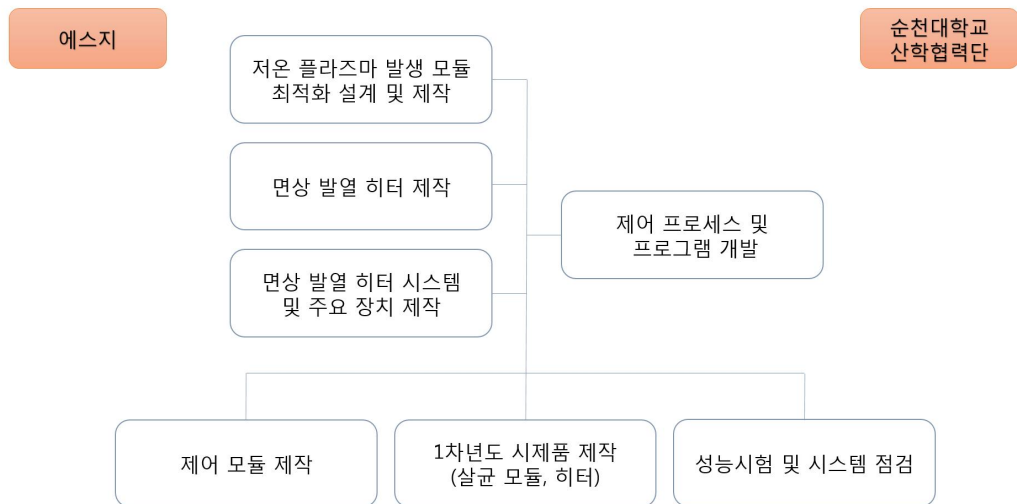 에스지
순천대학교
산학협력단
저온 플라즈마 발생 모듈
최적화 설계 및 제작
면상 발열 히터 제작
제어 프로세스 및
프로그램 개발
면상 발열 히터 시스템
및 주요 장치 제작
제어 모듈 제작
1차년도 시제품 제작
(살균 모듈, 히터)
성능시험 및 시스템 점검